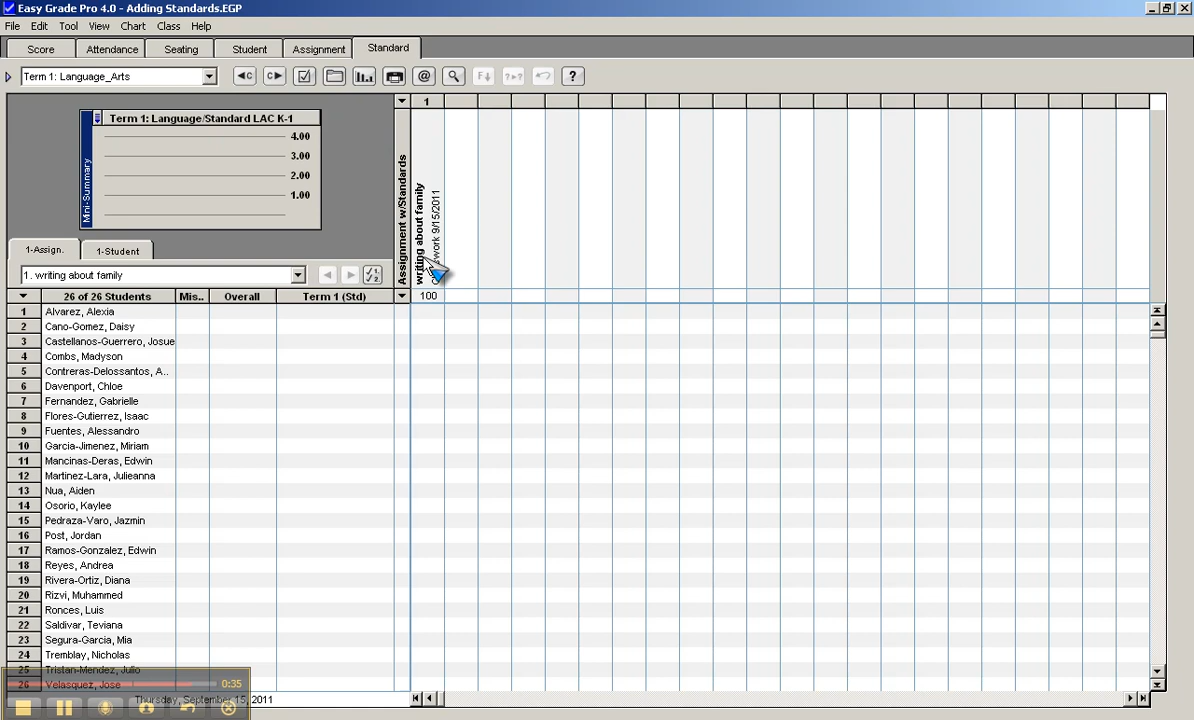 Easy Grade Pro 4.0 - Adding Standards.EGP
File Edit Tool View Chart Class Help
Score Attendance Seating Student Assignment Standard
Term 1: Language_Arts
<C C> @ F↓ ?▸? ?
Term 1: Language/Standard LAC K-1
4.00
3.00
2.00
1.00
Mini-Summary
Assignment w/Standards
1
writing about family
work 9/15/2011
1-Assign. 1-Student
1. writing about family
26 of 26 Students Mis.. Overall Term 1 (Std) 100
1 Alvarez, Alexia
2 Cano-Gomez, Daisy
3 Castellanos-Guerrero, Josue
4 Combs, Madyson
5 Contreras-Delossantos, A..
6 Davenport, Chloe
7 Fernandez, Gabrielle
8 Flores-Gutierrez, Isaac
9 Fuentes, Alessandro
10 Garcia-Jimenez, Miriam
11 Mancinas-Deras, Edwin
12 Martinez-Lara, Julieanna
13 Nua, Aiden
14 Osorio, Kaylee
15 Pedraza-Varo, Jazmin
16 Post, Jordan
17 Ramos-Gonzalez, Edwin
18 Reyes, Andrea
19 Rivera-Ortiz, Diana
20 Rizvi, Muhammed
21 Ronces, Luis
22 Saldivar, Teviana
23 Segura-Garcia, Mia
24 Tremblay, Nicholas
25 Tristan-Mendez, Julio
26 Velasquez, Jose
0:35
Thursday, September 15, 2011